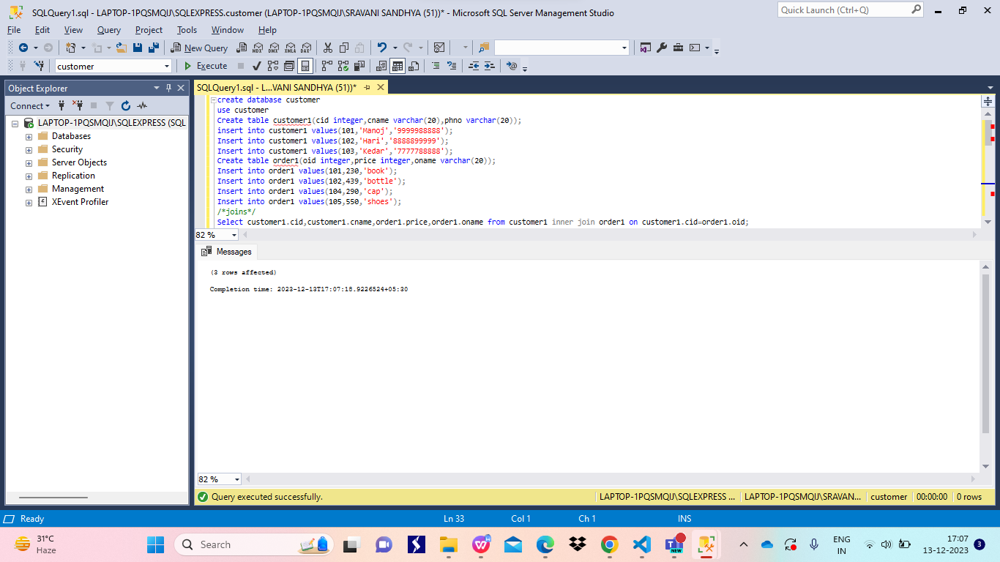 SQLQuery1.sql - LAPTOP-1PQSMQIJ\SQLEXPRESS.customer (LAPTOP-1PQSMQIJ\SRAVANI SANDHYA (51))* - Microsoft SQL Server Management Studio
Quick Launch (Ctrl+Q)
File Edit View Query Project Tools Window Help
New Query MDX DMX XMLA DAX
customer Execute
Object Explorer
SQLQuery1.sql - L...VANI SANDHYA (51))*
Connect
LAPTOP-1PQSMQIJ\SQLEXPRESS (SQL
Databases
Security
Server Objects
Replication
Management
XEvent Profiler
create database customer
use customer
Create table customer1(cid integer,cname varchar(20),phno varchar(20));
insert into customer1 values(101,'Manoj','9999988888');
Insert into customer1 values(102,'Hari','8888899999');
Insert into customer1 values(103,'Kedar','7777788888');
Create table order1(oid integer,price integer,oname varchar(20));
Insert into order1 values(101,230,'book');
Insert into order1 values(102,439,'bottle');
Insert into order1 values(104,290,'cap');
Insert into order1 values(105,550,'shoes');
/*joins*/
Select customer1.cid,customer1.cname,order1.price,order1.oname from customer1 inner join order1 on customer1.cid=order1.oid;
82 %
Messages
(3 rows affected)
Completion time: 2023-12-13T17:07:18.9226524+05:30
82 %
Query executed successfully. LAPTOP-1PQSMQIJ\SQLEXPRESS ... LAPTOP-1PQSMQIJ\SRAVAN... customer 00:00:00 0 rows
Ready Ln 33 Col 1 Ch 1 INS
31°C
Haze
Search
NEW
ENG
IN
17:07
13-12-2023
3